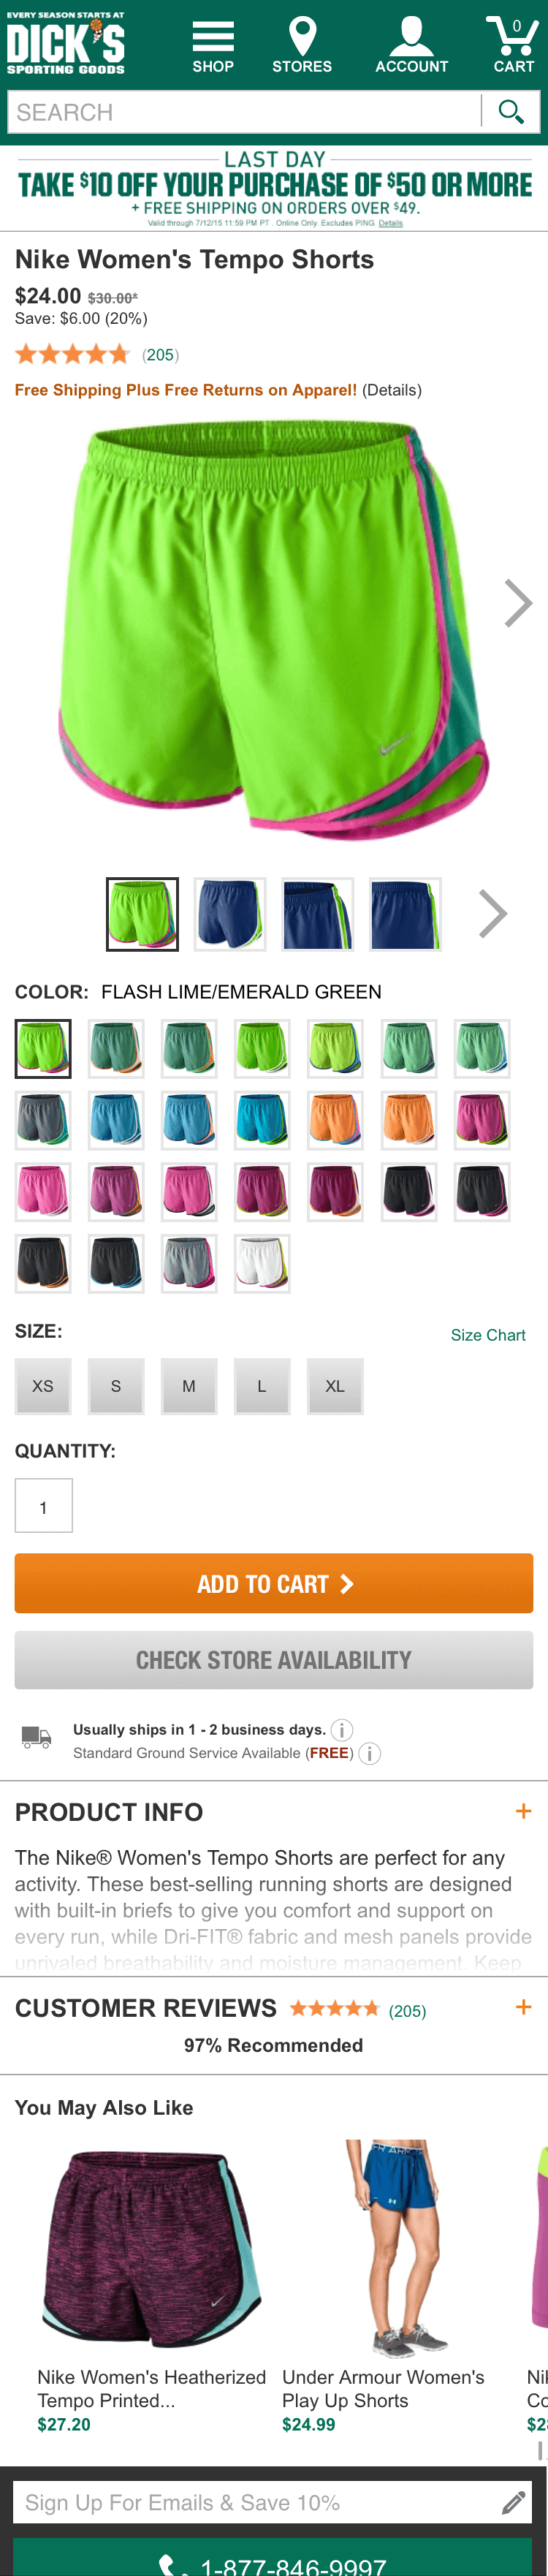 EVERY SEASON STARTS AT
DICK'S
SPORTING GOODS
SHOP
STORES
ACCOUNT
0
CART
SEARCH
LAST DAY
TAKE $10 OFF YOUR PURCHASE OF $50 OR MORE
+ FREE SHIPPING ON ORDERS OVER $49.
Valid through 7/12/15 11:59 PM PT . Online Only. Excludes PING. Details
Nike Women's Tempo Shorts
$24.00 $30.00*
Save: $6.00 (20%)
(205)
Free Shipping Plus Free Returns on Apparel! (Details)
COLOR: FLASH LIME/EMERALD GREEN
SIZE:
Size Chart
XS S M L XL
QUANTITY:
1
ADD TO CART
CHECK STORE AVAILABILITY
Usually ships in 1 - 2 business days. i
Standard Ground Service Available (FREE) i
PRODUCT INFO +
The Nike® Women's Tempo Shorts are perfect for any
activity. These best-selling running shorts are designed
with built-in briefs to give you comfort and support on
every run, while Dri-FIT® fabric and mesh panels provide
unrivaled breathability and moisture management. Keep
CUSTOMER REVIEWS (205) +
97% Recommended
You May Also Like
Nike Women's Heatherized
Tempo Printed...
$27.20
Under Armour Women's
Play Up Shorts
$24.99
Sign Up For Emails & Save 10%
1-877-846-9997